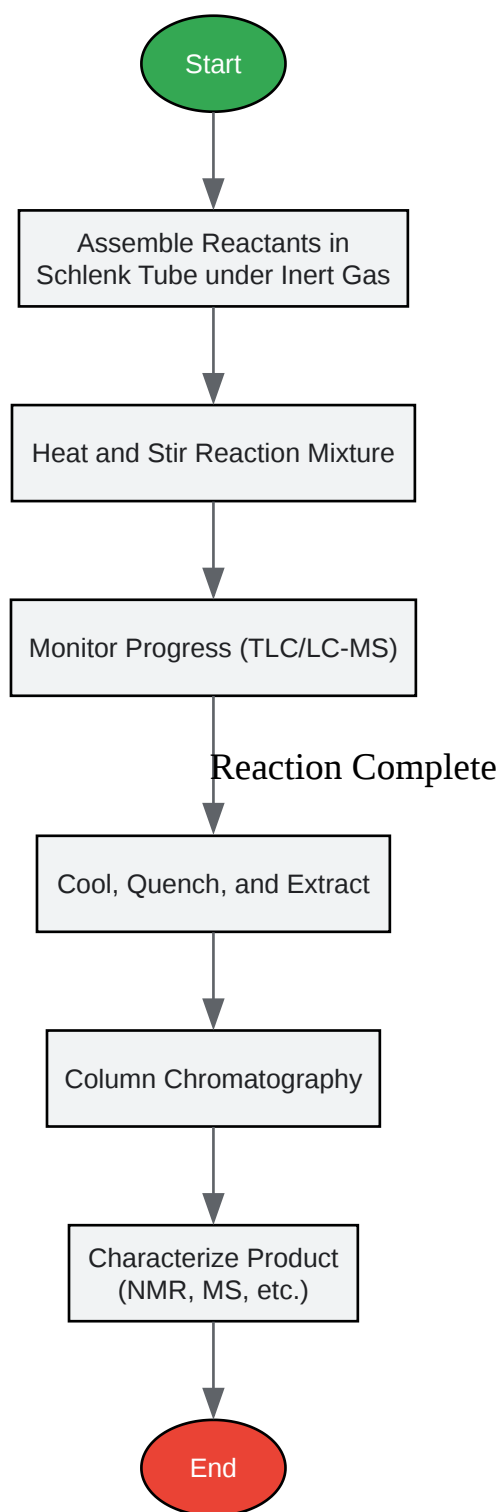 Start
Assemble Reactants in
Schlenk Tube under Inert Gas
Heat and Stir Reaction Mixture
Monitor Progress (TLC/LC-MS)
Reaction Complete
Cool, Quench, and Extract
Column Chromatography
Characterize Product
(NMR, MS, etc.)
End